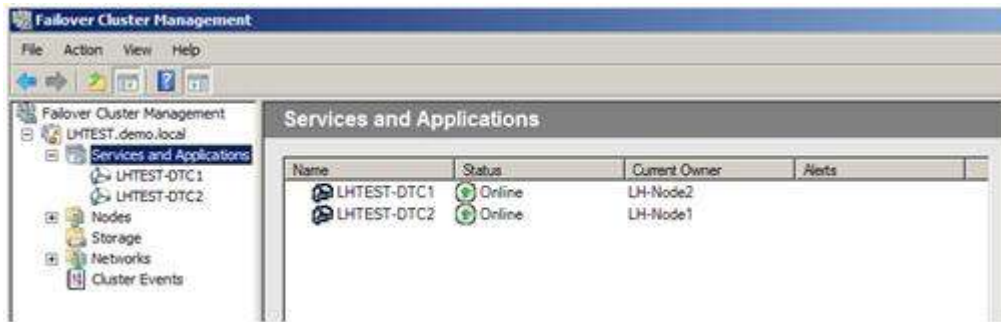 Failover Cluster Management
File Action View Help
Failover Cluster Management
LHTEST.demo.local
Services and Applications
LHTEST-DTC1
LHTEST-DTC2
Nodes
Storage
Networks
Cluster Events
Services and Applications
Name Status Current Owner Alerts
LHTEST-DTC1 Online LH-Node2
LHTEST-DTC2 Online LH-Node1